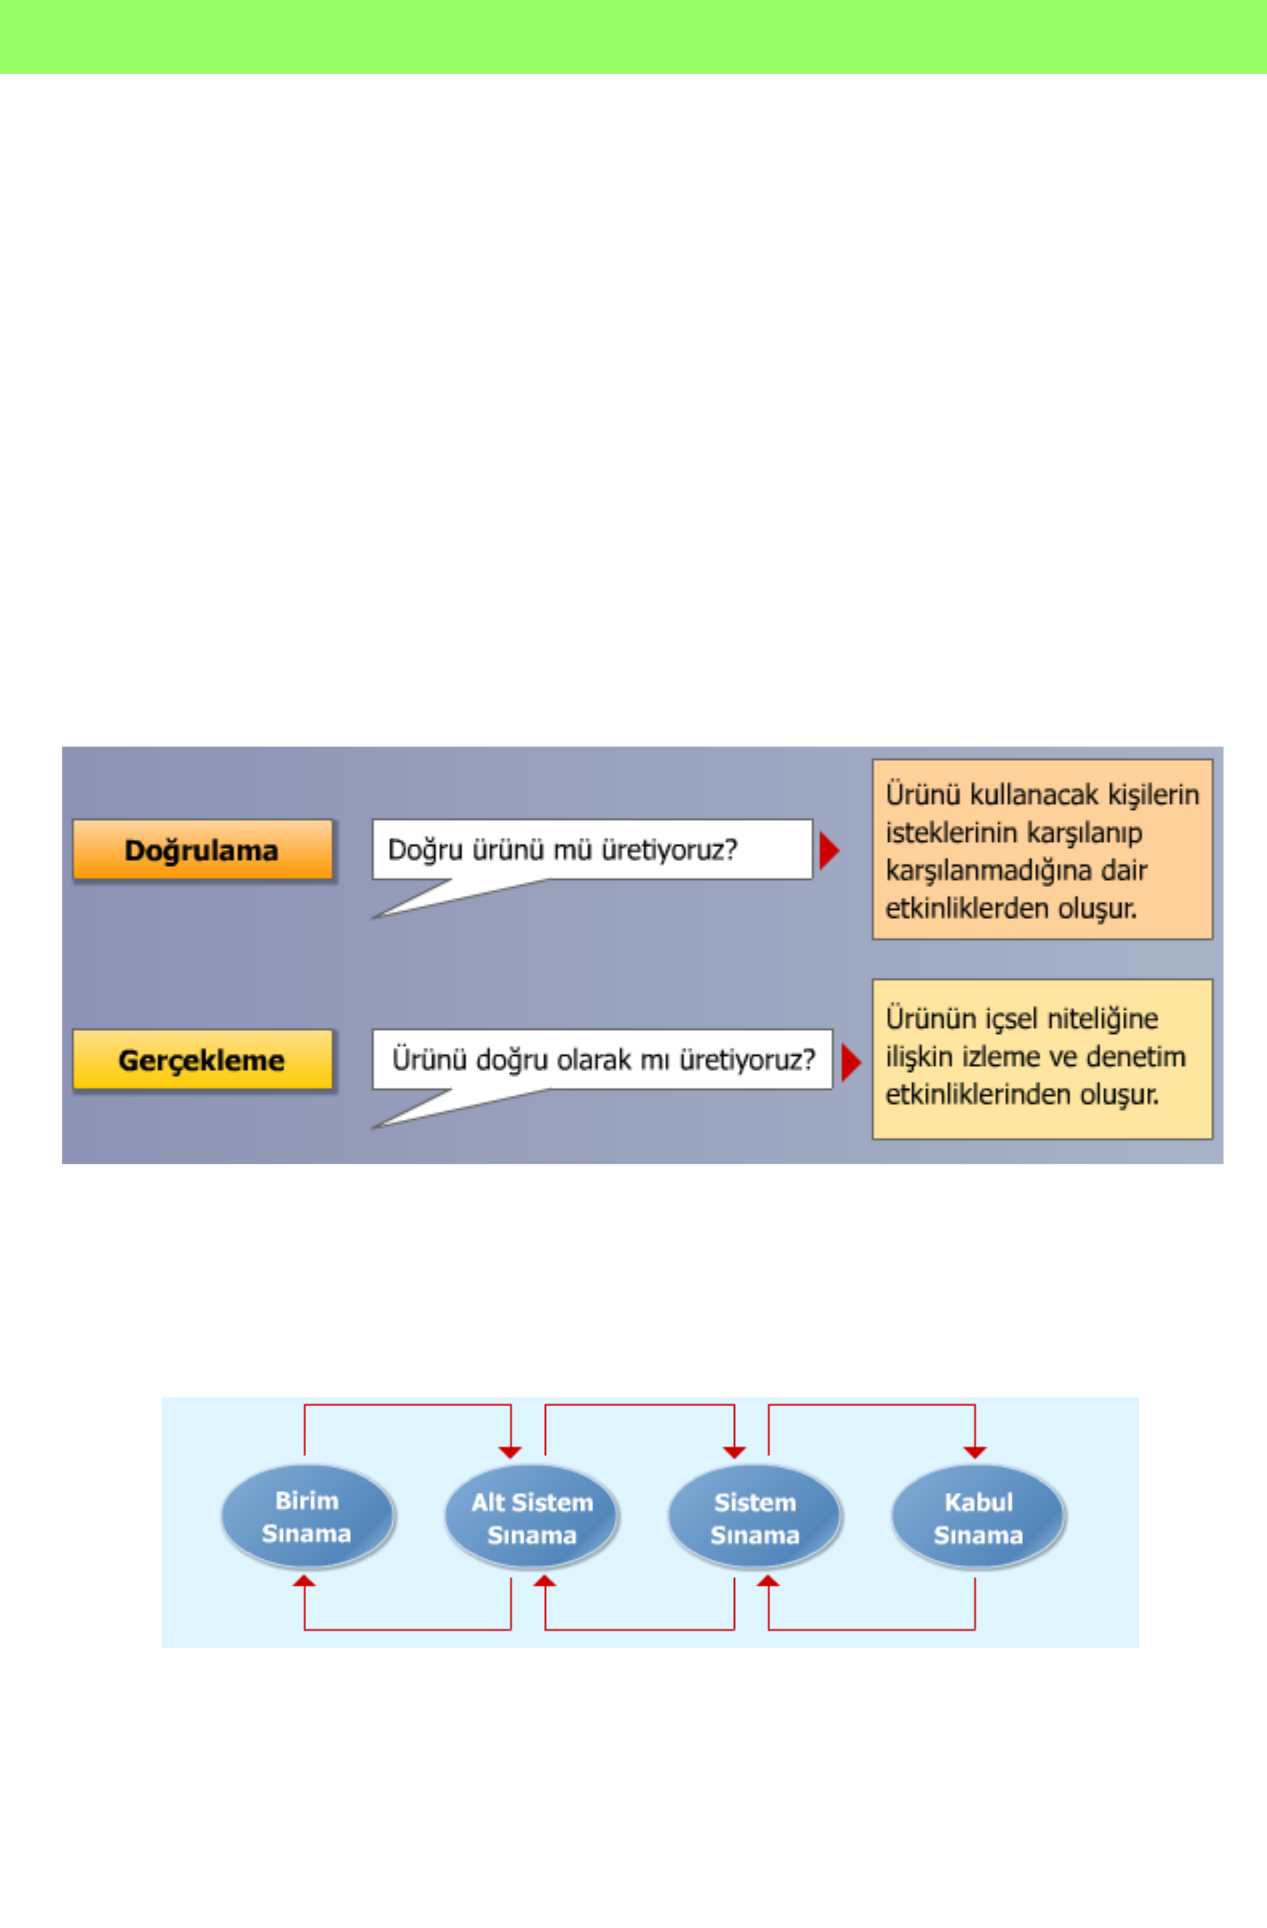 Doğrulama
Doğru ürünü mü üretiyoruz?
Ürünü kullanacak kişilerin
isteklerinin karşılanıp
karşılanmadığına dair
etkinliklerden oluşur.
Gerçekleme
Ürünü doğru olarak mı üretiyoruz?
Ürünün içsel niteliğine
ilişkin izleme ve denetim
etkinliklerinden oluşur.
Birim
Sınama
Alt Sistem
Sınama
Sistem
Sınama
Kabul
Sınama